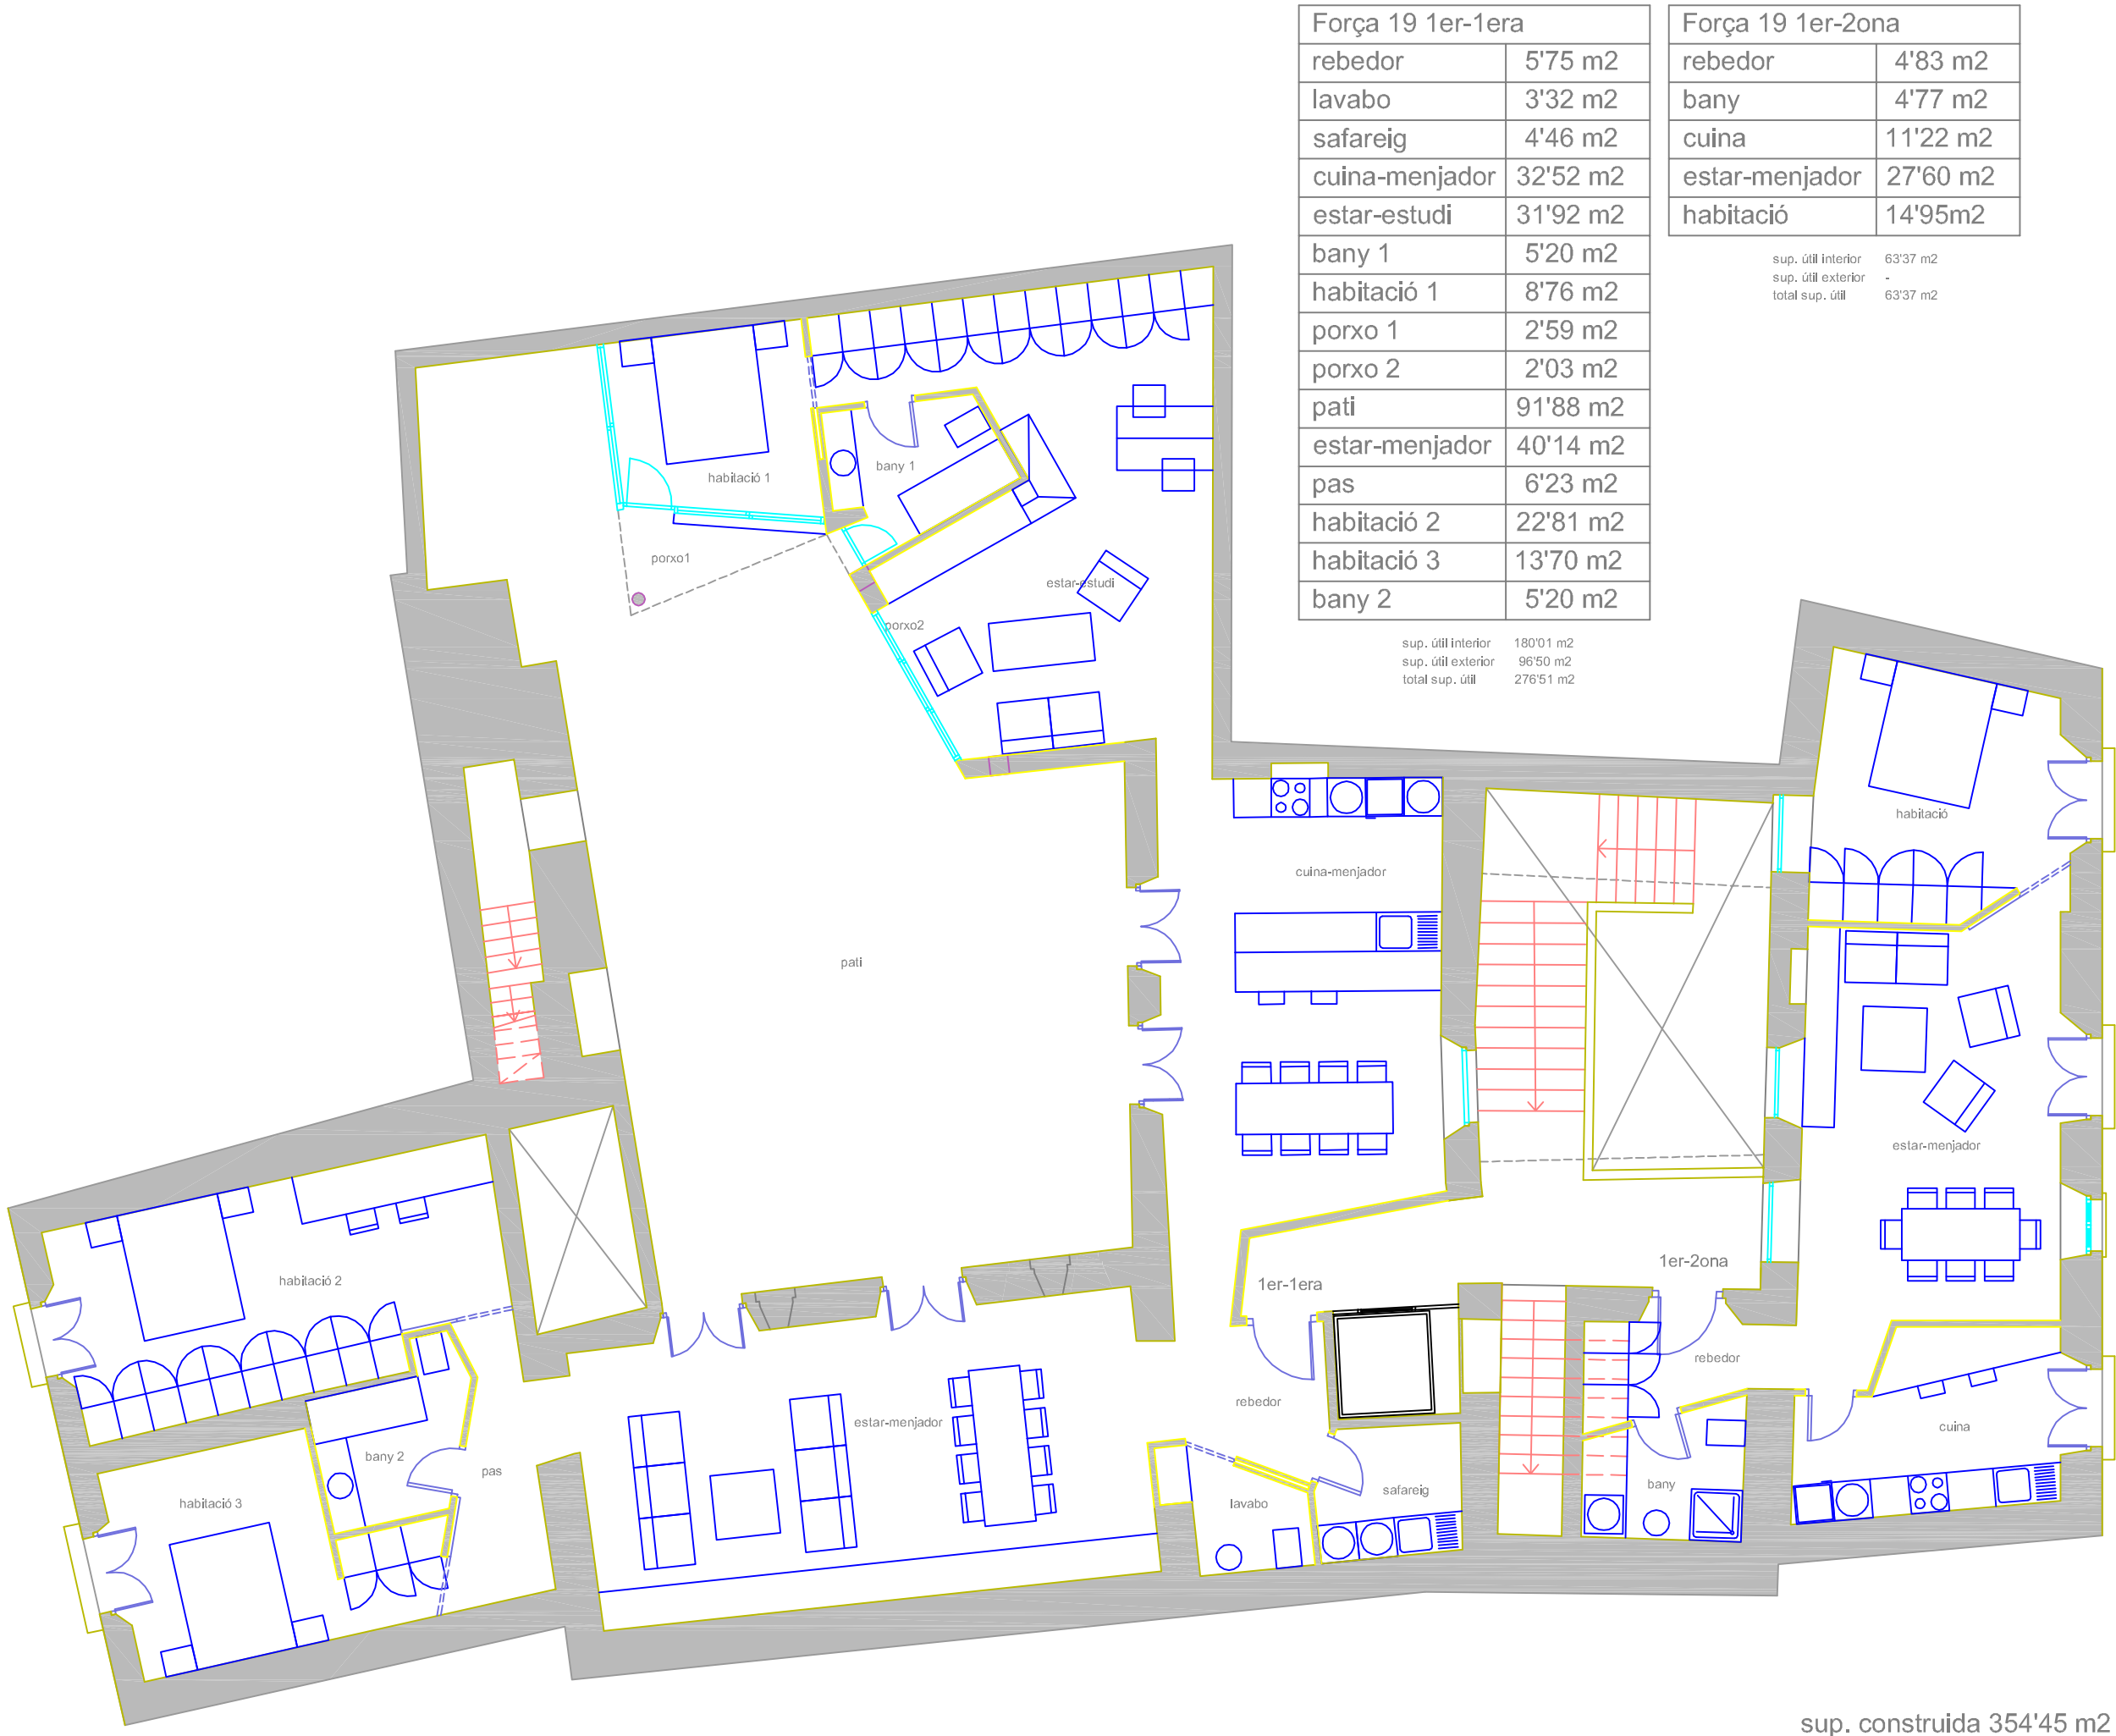 Força 19 1er-1era
rebedor 5'75 m2
lavabo 3'32 m2
safareig 4'46 m2
cuina-menjador 32'52 m2
estar-estudi 31'92 m2
bany 1 5'20 m2
habitació 1 8'76 m2
porxo 1 2'59 m2
porxo 2 2'03 m2
pati 91'88 m2
estar-menjador 40'14 m2
pas 6'23 m2
habitació 2 22'81 m2
habitació 3 13'70 m2
bany 2 5'20 m2
sup. útil interior 180'01 m2
sup. útil exterior 96'50 m2
total sup. útil 276'51 m2
Força 19 1er-2ona
rebedor 4'83 m2
bany 4'77 m2
cuina 11'22 m2
estar-menjador 27'60 m2
habitació 14'95m2
sup. útil interior 63'37 m2
sup. útil exterior -
total sup. útil 63'37 m2
habitació 1
bany 1
porxo1
estar-estudi
porxo2
habitació
cuina-menjador
pati
estar-menjador
habitació 2
1er-1era
1er-2ona
rebedor
rebedor
estar-menjador
cuina
bany 2
pas
habitació 3
lavabo
safareig
bany
sup. construida 354'45 m2